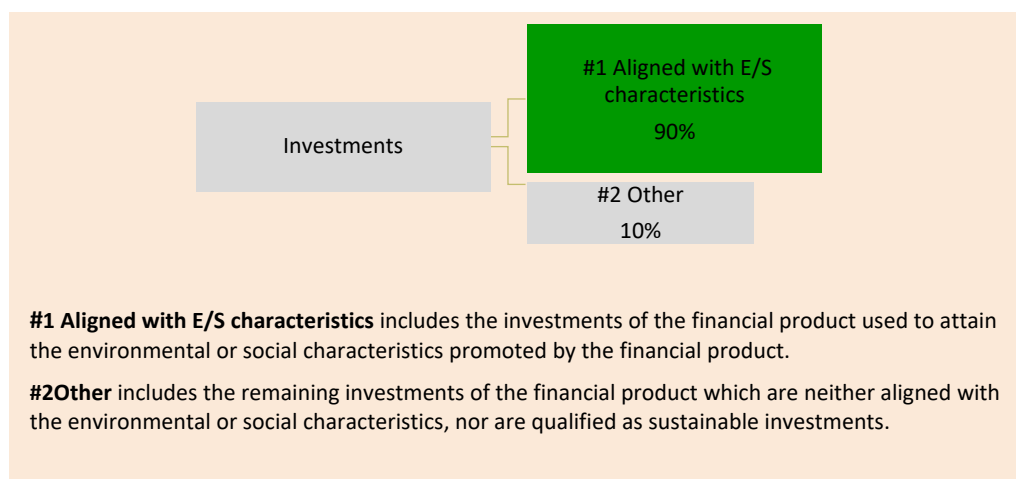 #1 Aligned with E/S
characteristics
90%
Investments
#2 Other
10%
#1 Aligned with E/S characteristics includes the investments of the financial product used to attain
the environmental or social characteristics promoted by the financial product.
#2Other includes the remaining investments of the financial product which are neither aligned with
the environmental or social characteristics, nor are qualified as sustainable investments.